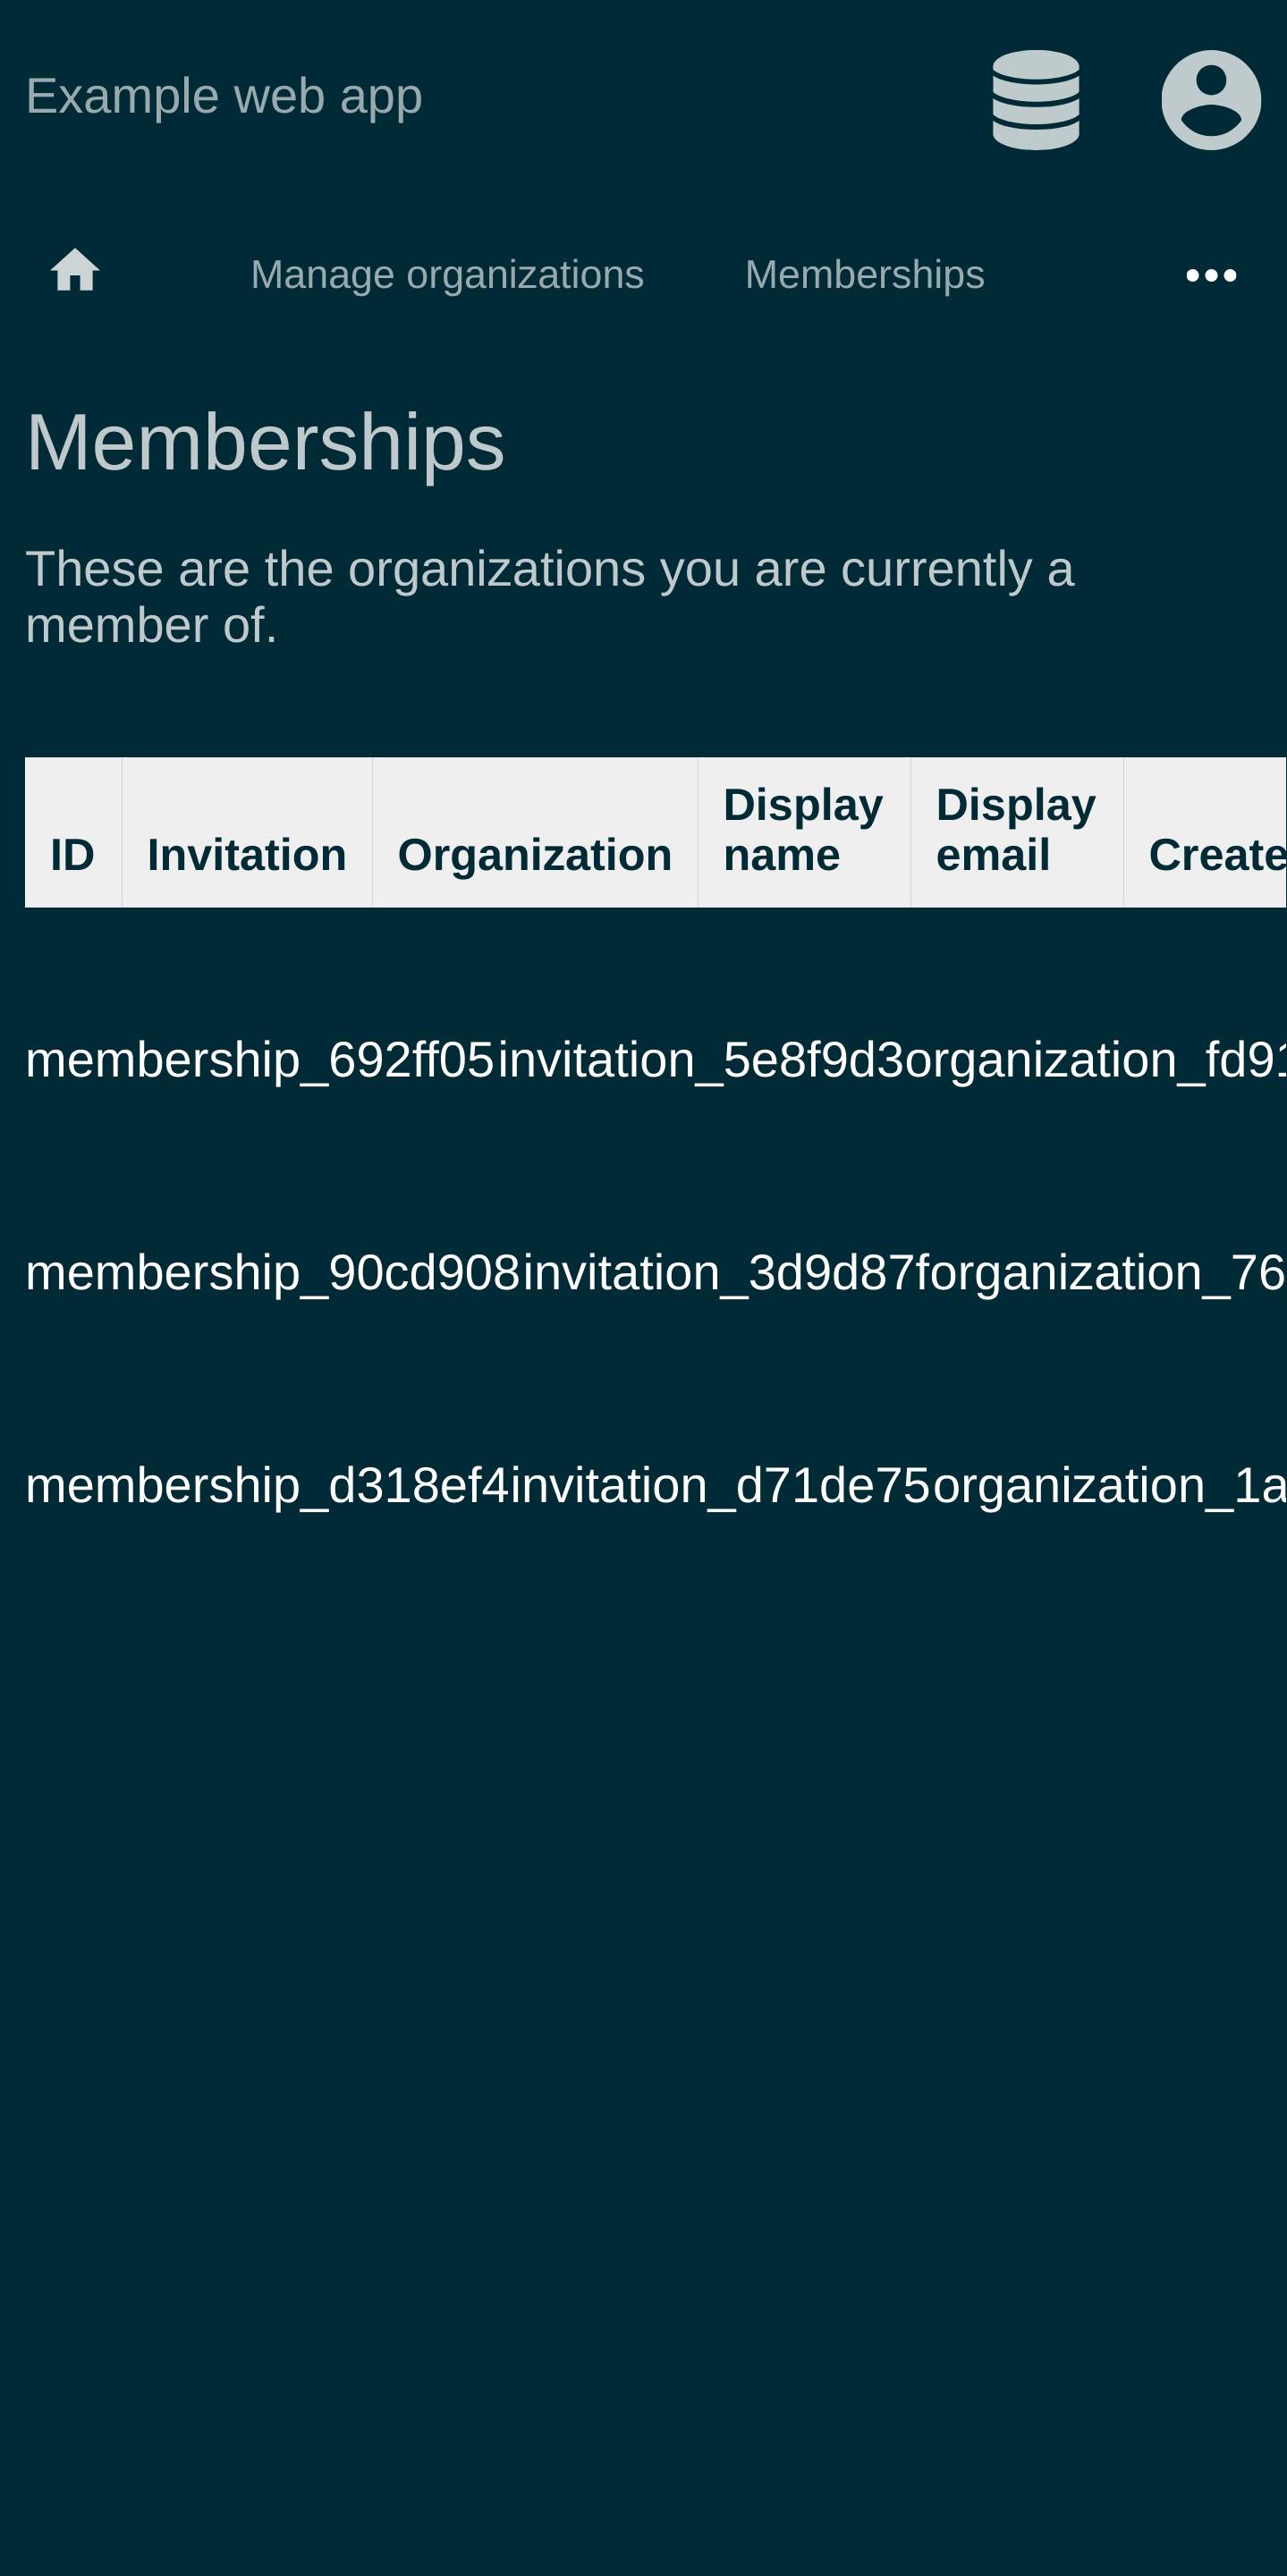 Example web app
Manage organizations Memberships
Memberships
These are the organizations you are currently a
member of.
ID Invitation Organization Display name Display email Create
membership_692ff05 invitation_5e8f9d3 organization_fd91
membership_90cd908 invitation_3d9d87f organization_76
membership_d318ef4 invitation_d71de75 organization_1a